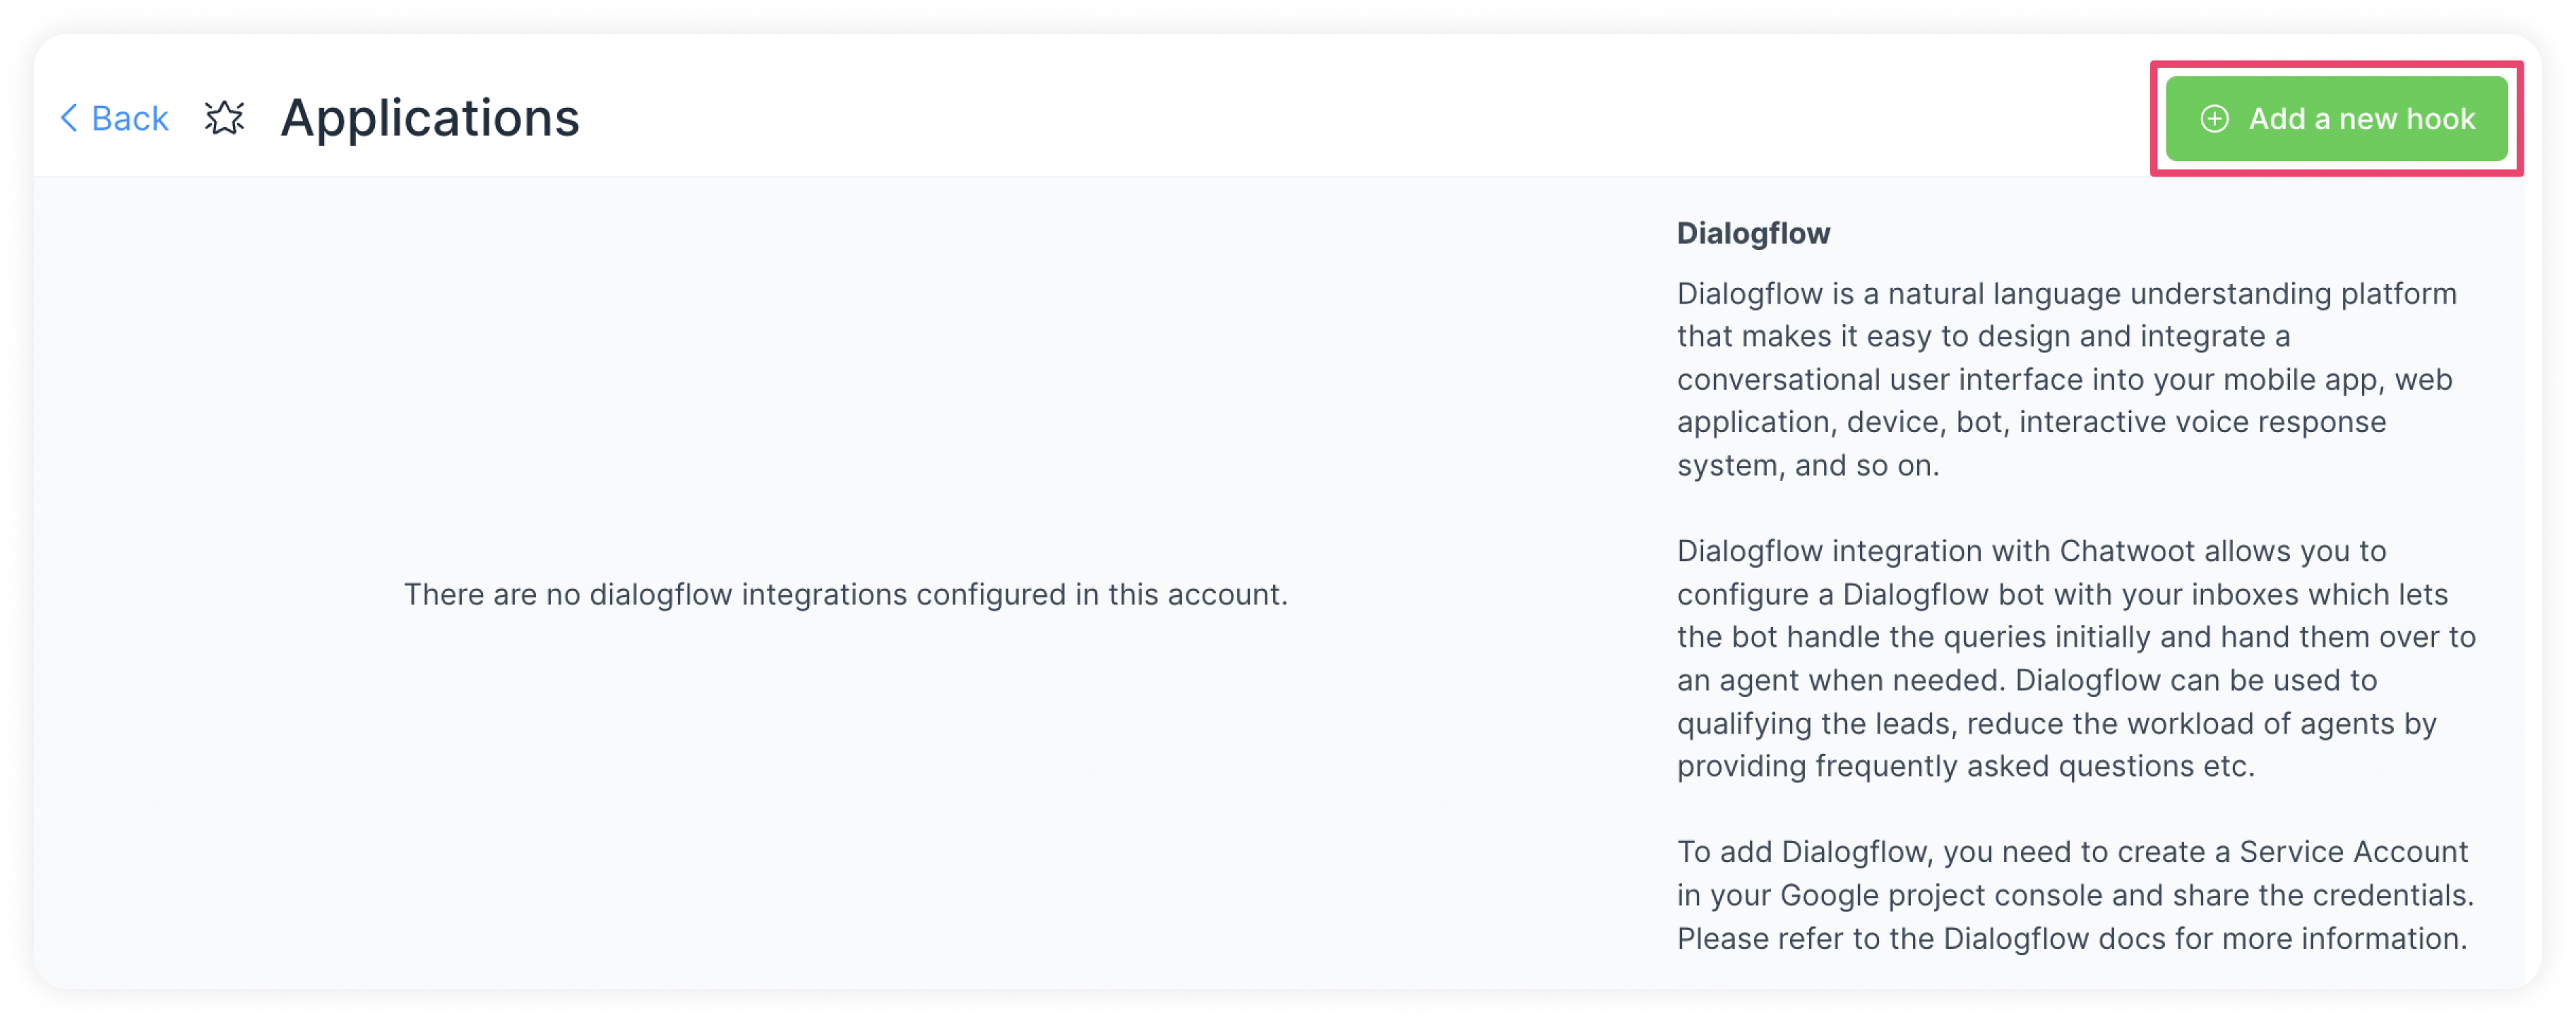 Back
Applications
Add a new hook
There are no dialogflow integrations configured in this account.
Dialogflow
Dialogflow is a natural language understanding platform
that makes it easy to design and integrate a
conversational user interface into your mobile app, web
application, device, bot, interactive voice response
system, and so on.
Dialogflow integration with Chatwoot allows you to
configure a Dialogflow bot with your inboxes which lets
the bot handle the queries initially and hand them over to
an agent when needed. Dialogflow can be used to
qualifying the leads, reduce the workload of agents by
providing frequently asked questions etc.
To add Dialogflow, you need to create a Service Account
in your Google project console and share the credentials.
Please refer to the Dialogflow docs for more information.